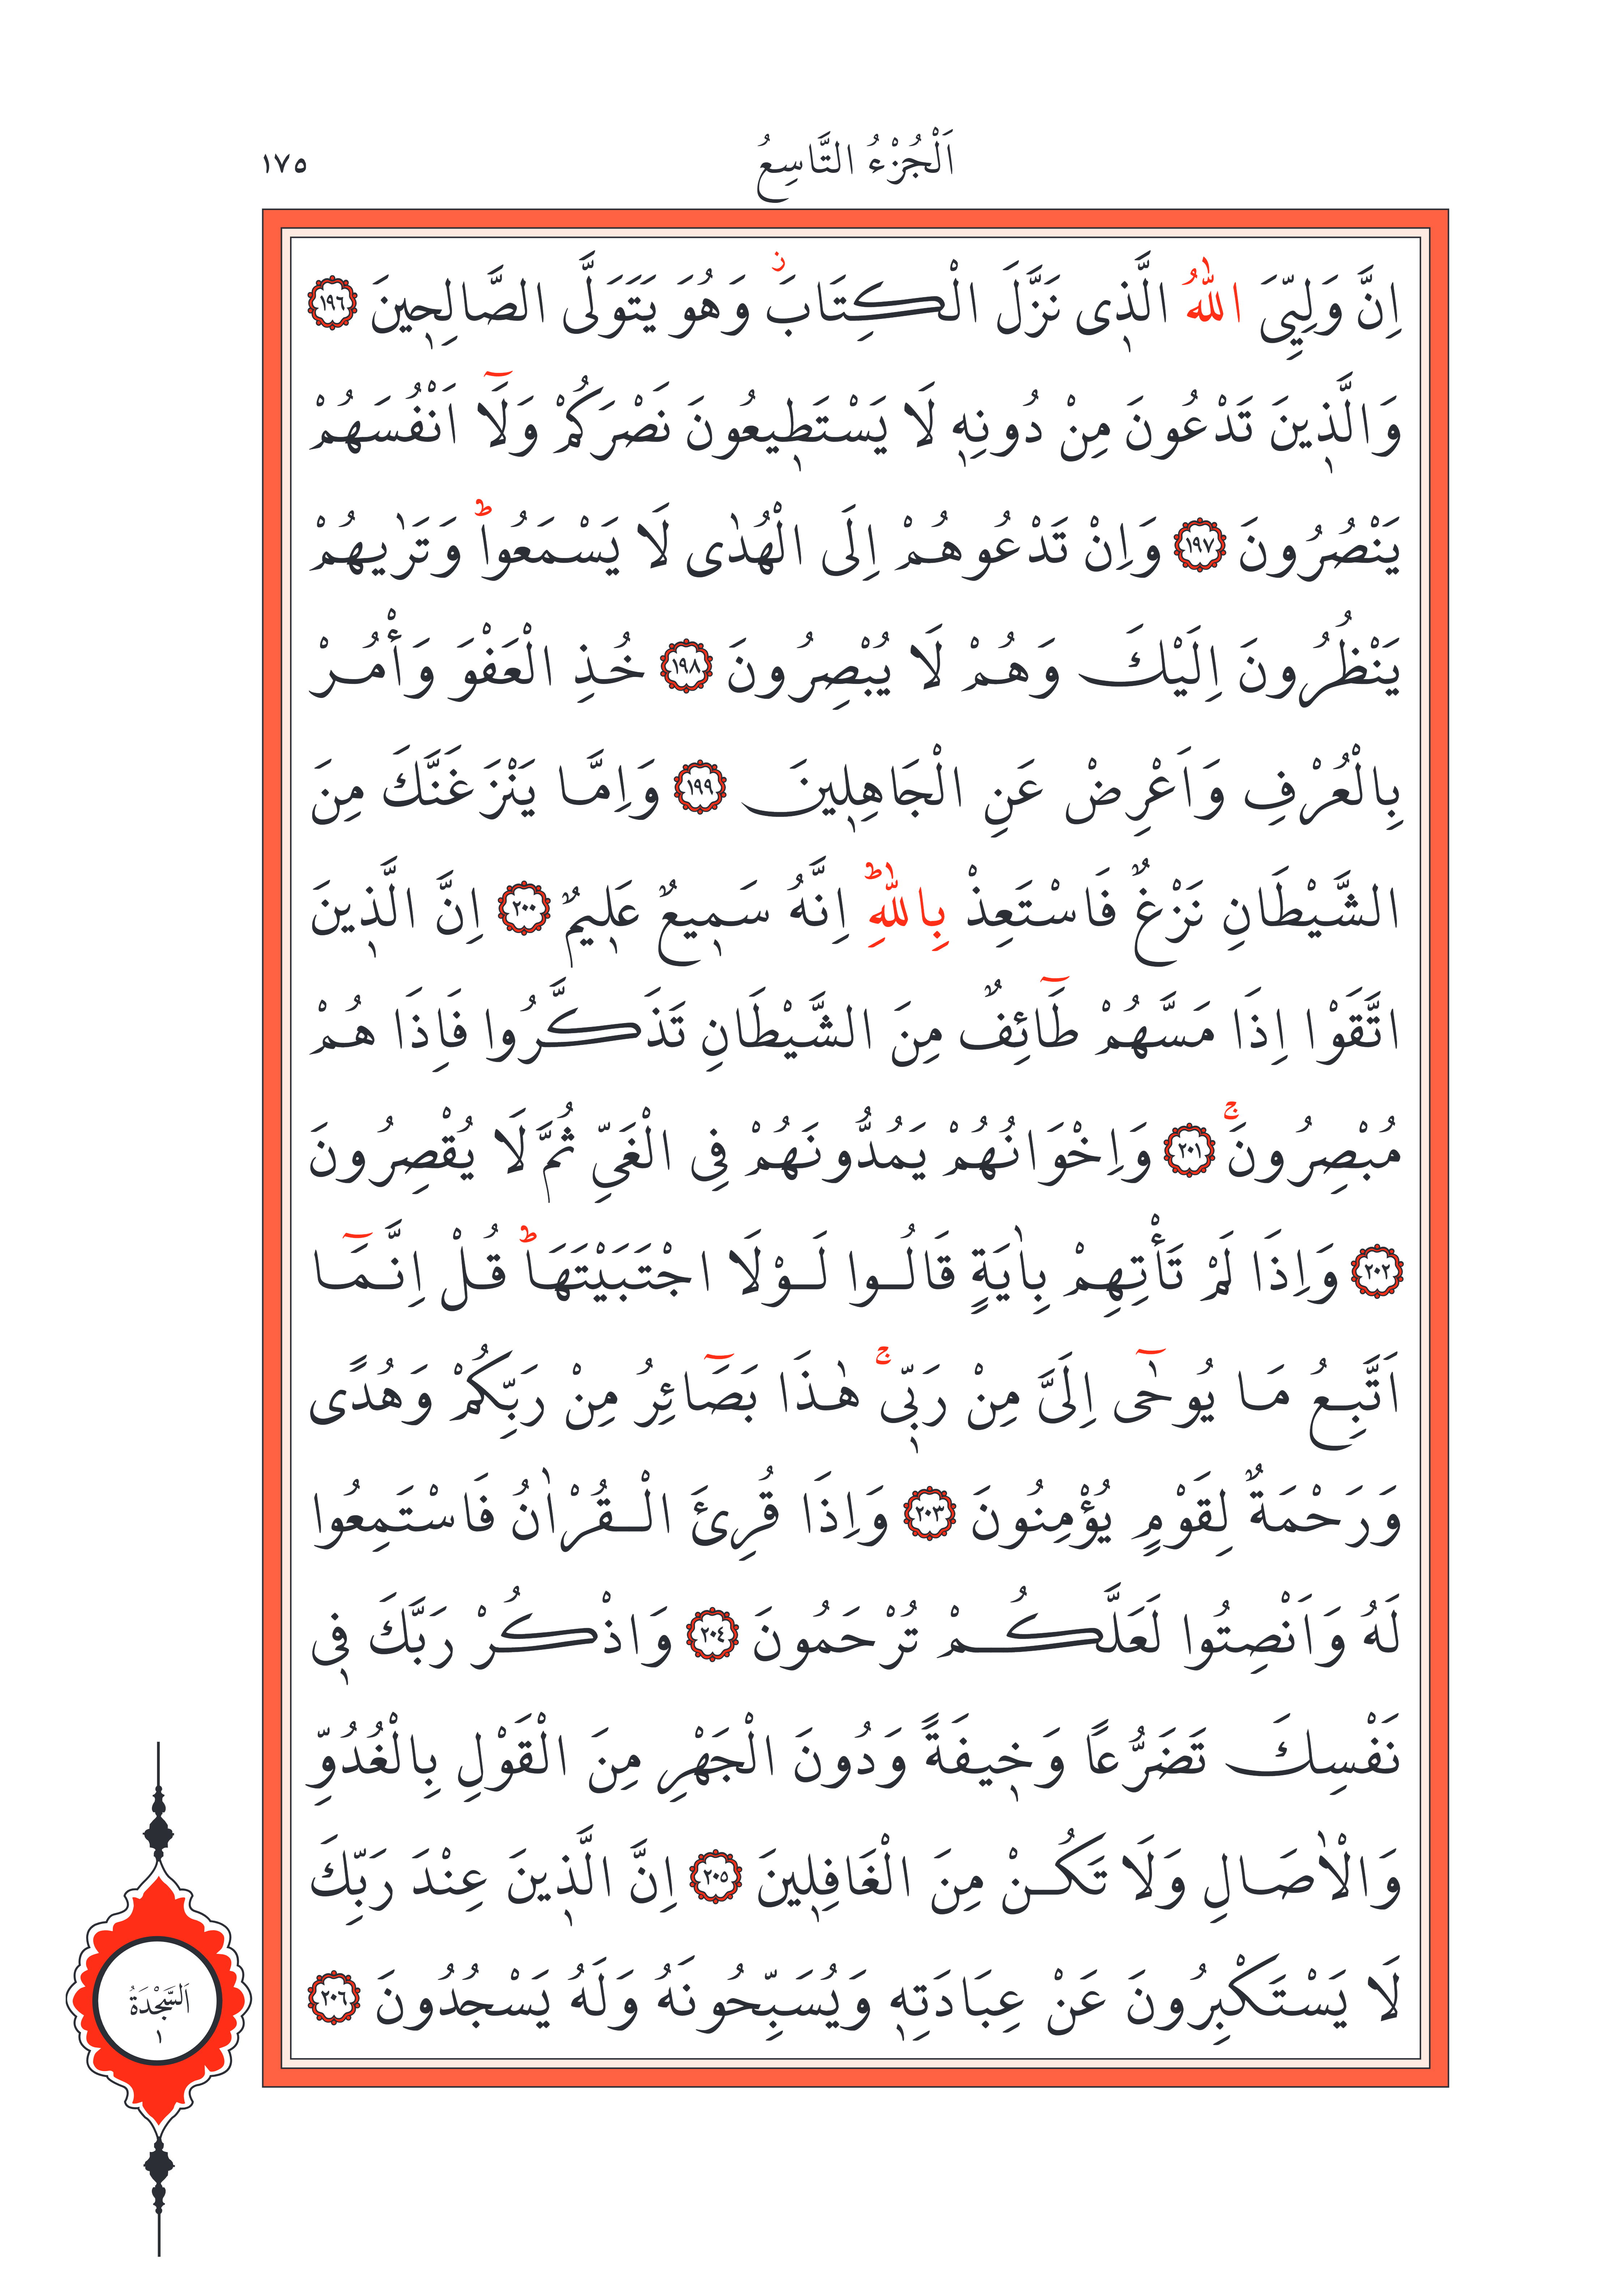 اَلْجُزْءُ التَّاسِعُ
١٧٥
اِنَّ وَلِيِّيَ اللّٰهُ الَّذ۪ى نَزَّلَ الْكِتَابَۘ وَهُوَ يَتَوَلَّى الصَّالِح۪ينَ ﴿١٩٦﴾
وَالَّذ۪ينَ تَدْعُونَ مِنْ دُونِه۪ لَا يَسْتَط۪يعُونَ نَصْرَكُمْ وَلَٓا اَنْفُسَهُمْ
يَنْصُرُونَ ﴿١٩٧﴾ وَاِنْ تَدْعُوهُمْ اِلَى الْهُدٰى لَا يَسْمَعُواؕ وَتَرٰيهُمْ
يَنْظُرُونَ اِلَيْكَ وَهُمْ لَا يُبْصِرُونَ ﴿١٩٨﴾ خُذِ الْعَفْوَ وَأْمُرْ
بِالْعُرْفِ وَاَعْرِضْ عَنِ الْجَاهِل۪ينَ ﴿١٩٩﴾ وَاِمَّا يَنْزَغَنَّكَ مِنَ
الشَّيْطَانِ نَزْغٌ فَاسْتَعِذْ بِاللّٰهِؕ اِنَّهُ سَم۪يعٌ عَل۪يمٌ ﴿٢٠٠﴾ اِنَّ الَّذ۪ينَ
اتَّقَوْا اِذَا مَسَّهُمْ طَٓائِفٌ مِنَ الشَّيْطَانِ تَذَكَّرُوا فَاِذَا هُمْ
مُبْصِرُونَۚ ﴿٢٠١﴾ وَاِخْوَانُهُمْ يَمُدُّونَهُمْ فِى الْغَىِّ ثُمَّ لَا يُقْصِرُونَ
﴿٢٠٢﴾ وَاِذَا لَمْ تَأْتِهِمْ بِاٰيَةٍ قَالُوا لَوْلَا اجْتَبَيْتَهَاؕ قُلْ اِنَّمَٓا
اَتَّبِعُ مَا يُوحٰٓى اِلَىَّ مِنْ رَبّ۪ىۚ هٰذَا بَصَٓائِرُ مِنْ رَبِّكُمْ وَهُدًى
وَرَحْمَةٌ لِقَوْمٍ يُؤْمِنُونَ ﴿٢٠٣﴾ وَاِذَا قُرِئَ الْقُرْاٰنُ فَاسْتَمِعُوا
لَهُ وَاَنْصِتُوا لَعَلَّكُمْ تُرْحَمُونَ ﴿٢٠٤﴾ وَاذْكُرْ رَبَّكَ ف۪ى
نَفْسِكَ تَضَرُّعاً وَخ۪يفَةً وَدُونَ الْجَهْرِ مِنَ الْقَوْلِ بِالْغُدُوِّ
وَالْاٰصَالِ وَلَا تَكُنْ مِنَ الْغَافِل۪ينَ ﴿٢٠٥﴾ اِنَّ الَّذ۪ينَ عِنْدَ رَبِّكَ
لَا يَسْتَكْبِرُونَ عَنْ عِبَادَتِه۪ وَيُسَبِّحُونَهُ وَلَهُ يَسْجُدُونَ ﴿٢٠٦﴾
اَلسَّجْدَةُ
١